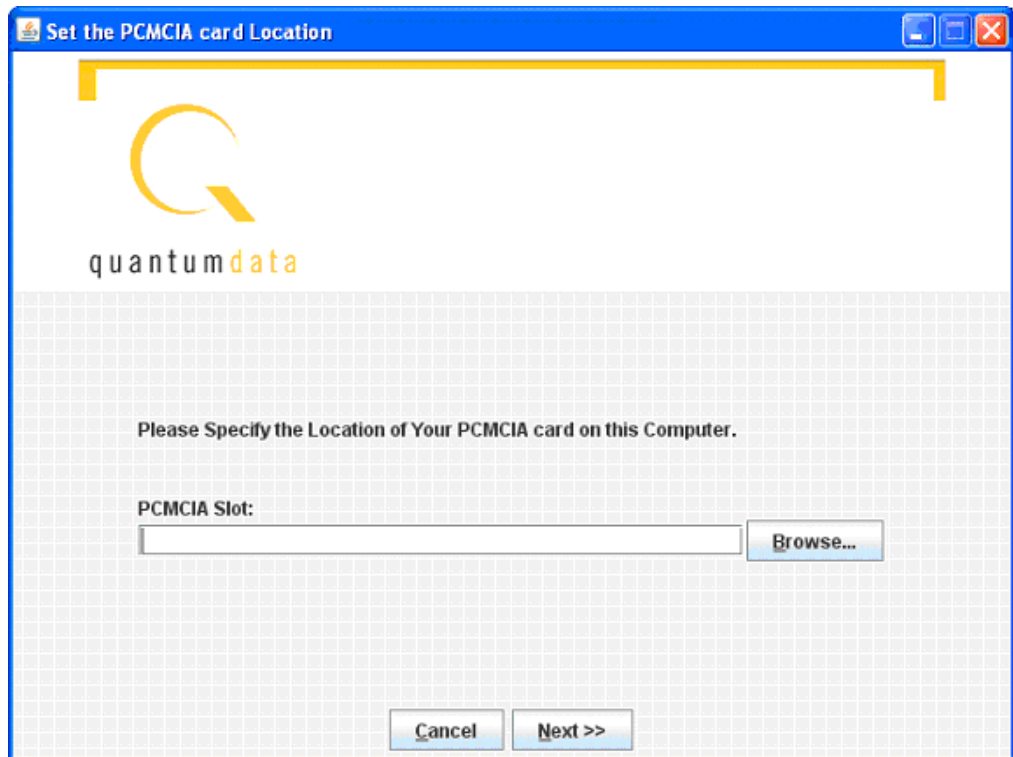 Set the PCMCIA card Location
quantumdata
Please Specify the Location of Your PCMCIA card on this Computer.
PCMCIA Slot:
Browse...
Cancel
Next >>